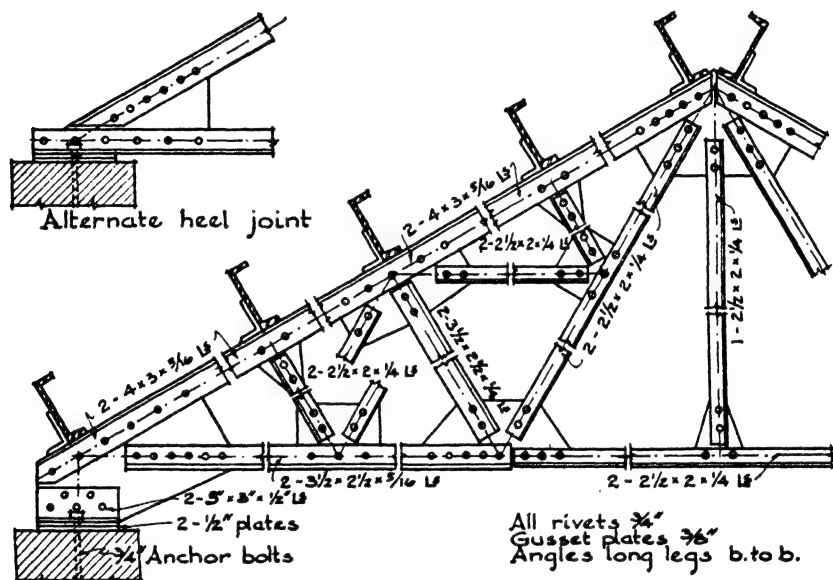 Alternate heel joint
2-4×3×5/16 Ls
2-2½×2×¼ Ls
2-2½×2×¼ Ls
1-2½×2×¼ Ls
2-3½×2½×¼ Ls
2-4×3×5/16 Ls
2-2½×2×¼ Ls
2-3½×2½×5/16 Ls
2-2½×2×¼ Ls
2-5"×3"×½" Ls
2-½" plates
¾" Anchor bolts
All rivets ¾"
Gusset plates ⅜"
Angles long legs b. to b.